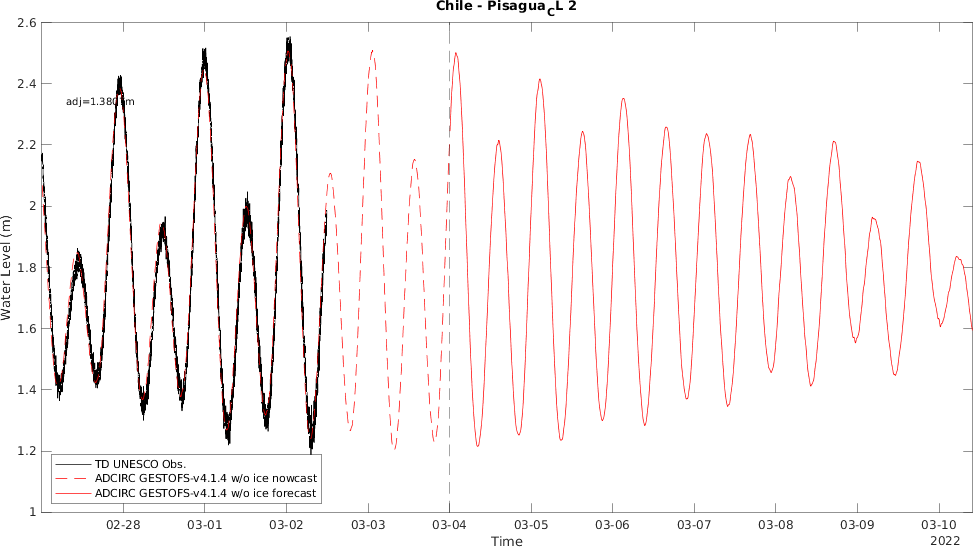 Chile - Pisagua_CL 2
2.6
2.4
2.2
2
1.8
1.6
1.4
1.2
1
Water Level (m)
adj=1.380 m
TD UNESCO Obs.
ADCIRC GESTOFS-v4.1.4 w/o ice nowcast
ADCIRC GESTOFS-v4.1.4 w/o ice forecast
02-28 03-01 03-02 03-03 03-04 03-05 03-06 03-07 03-08 03-09 03-10
Time
2022